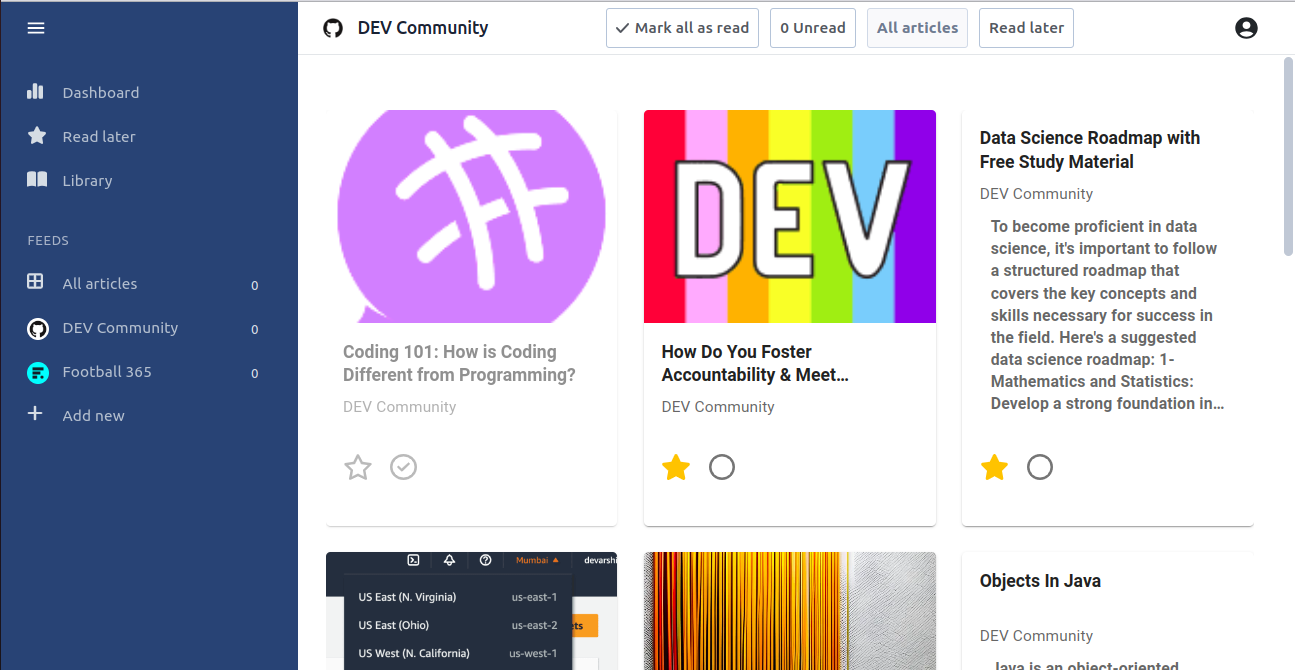 DEV Community
Mark all as read
0 Unread
All articles
Read later
Dashboard
Read later
Library
FEEDS
All articles 0
DEV Community 0
Football 365 0
Add new
Coding 101: How is Coding
Different from Programming?
DEV Community
DEV
How Do You Foster
Accountability & Meet…
DEV Community
Data Science Roadmap with
Free Study Material
DEV Community
To become proficient in data
science, it's important to follow
a structured roadmap that
covers the key concepts and
skills necessary for success in
the field. Here's a suggested
data science roadmap: 1-
Mathematics and Statistics:
Develop a strong foundation in…
Mumbai
devarshi
US East (N. Virginia) us-east-1
US East (Ohio) us-east-2
US West (N. California) us-west-1
ets
Objects In Java
DEV Community
Java is an object-oriented